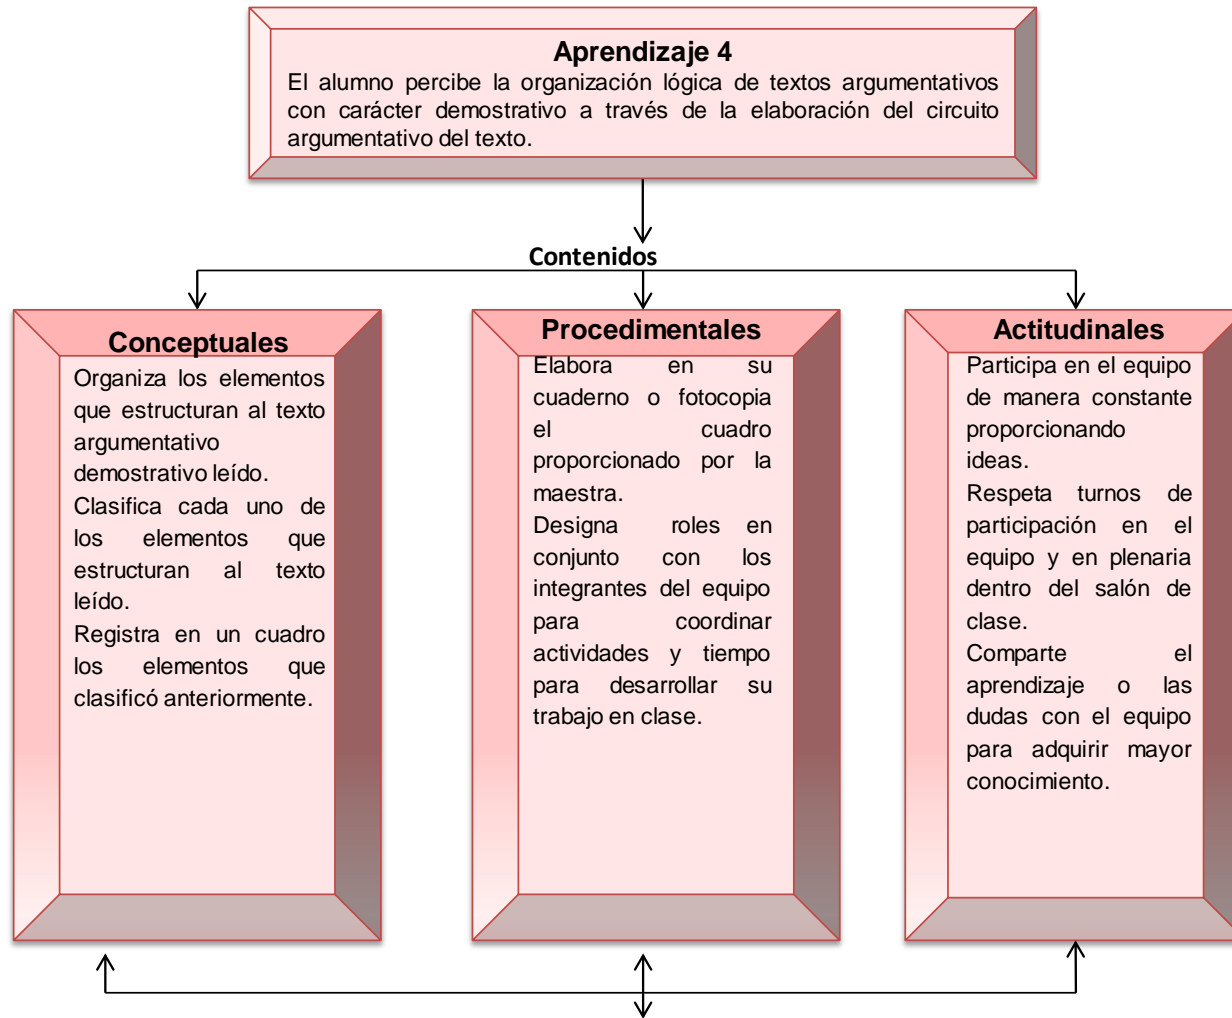 Aprendizaje 4
El alumno percibe la organización lógica de textos argumentativos
con carácter demostrativo a través de la elaboración del circuito
argumentativo del texto.
Contenidos
Conceptuales
Organiza los elementos
que estructuran al texto
argumentativo
demostrativo leído.
Clasifica cada uno de
los elementos que
estructuran al texto
leído.
Registra en un cuadro
los elementos que
clasificó anteriormente.
Procedimentales
Elabora en su
cuaderno o fotocopia
el cuadro
proporcionado por la
maestra.
Designa roles en
conjunto con los
integrantes del equipo
para coordinar
actividades y tiempo
para desarrollar su
trabajo en clase.
Actitudinales
Participa en el equipo
de manera constante
proporcionando
ideas.
Respeta turnos de
participación en el
equipo y en plenaria
dentro del salón de
clase.
Comparte el
aprendizaje o las
dudas con el equipo
para adquirir mayor
conocimiento.